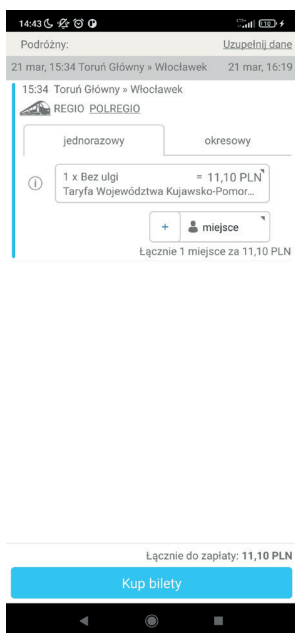 14:43
Podróżny: Uzupełnij dane
21 mar, 15:34 Toruń Główny » Włocławek 21 mar, 16:19
15:34 Toruń Główny » Włocławek
REGIO POLREGIO
jednorazowy okresowy
1 x Bez ulgi = 11,10 PLN
Taryfa Województwa Kujawsko-Pomor...
+ miejsce
Łącznie 1 miejsce za 11,10 PLN
Łącznie do zapłaty: 11,10 PLN
Kup bilety